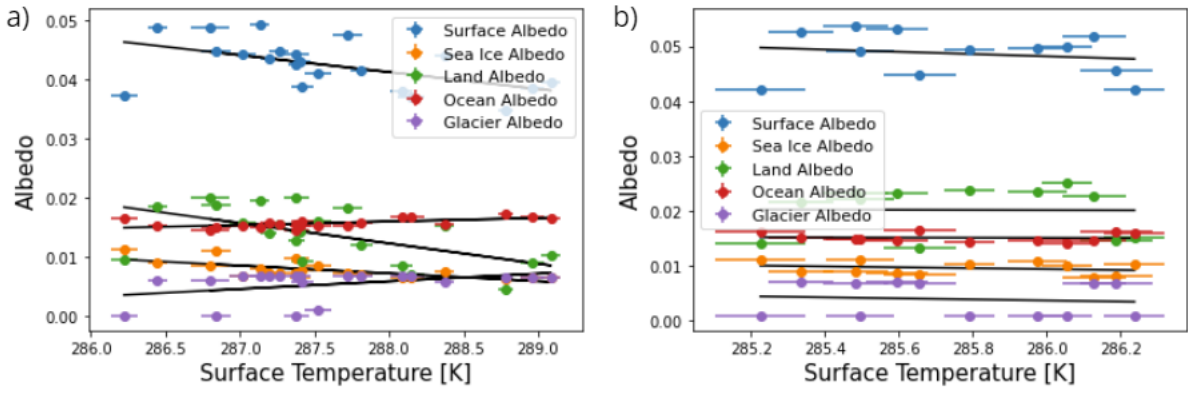 a)
0.05
0.04
0.03
0.02
0.01
0.00
Albedo
286.0 286.5 287.0 287.5 288.0 288.5 289.0
Surface Temperature [K]
Surface Albedo
Sea Ice Albedo
Land Albedo
Ocean Albedo
Glacier Albedo
b)
0.05
0.04
0.03
0.02
0.01
0.00
Albedo
285.2 285.4 285.6 285.8 286.0 286.2
Surface Temperature [K]
Surface Albedo
Sea Ice Albedo
Land Albedo
Ocean Albedo
Glacier Albedo